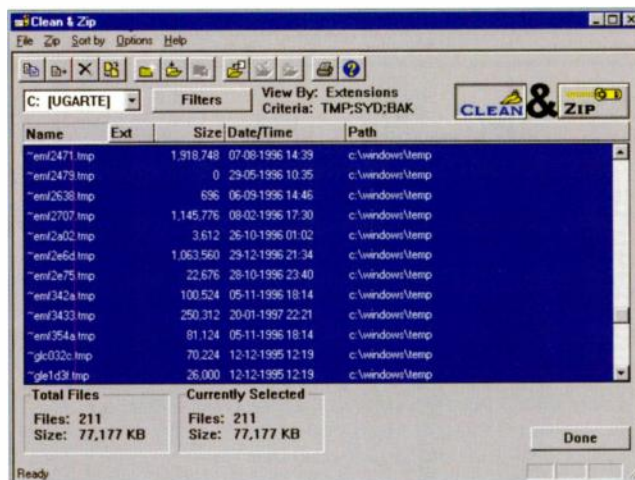 Clean & Zip
File Zip Sort by Options Help
C: [UGARTE] Filters View By: Extensions
Criteria: TMP;SYD;BAK
CLEAN & ZIP
Name Ext Size Date/Time Path
~emf2471.tmp 1,918,748 07-08-1996 14:39 c:\windows\temp
~emf2479.tmp 0 29-05-1996 10:35 c:\windows\temp
~emf2638.tmp 696 06-09-1996 14:46 c:\windows\temp
~emf2707.tmp 1,145,776 08-02-1996 17:30 c:\windows\temp
~emf2a02.tmp 3,612 26-10-1996 01:02 c:\windows\temp
~emf2e6d.tmp 1,063,560 29-12-1996 21:34 c:\windows\temp
~emf2e75.tmp 22,676 28-10-1996 23:40 c:\windows\temp
~emf342a.tmp 100,524 05-11-1996 18:14 c:\windows\temp
~emf3433.tmp 250,312 20-01-1997 22:21 c:\windows\temp
~emf354a.tmp 81,124 05-11-1996 18:14 c:\windows\temp
~glc032c.tmp 70,224 12-12-1995 12:19 c:\windows\temp
~gle1d3f.tmp 26,000 12-12-1995 12:19 c:\windows\temp
Total Files Currently Selected
Files: 211 Files: 211
Size: 77,177 KB Size: 77,177 KB
Done
Ready